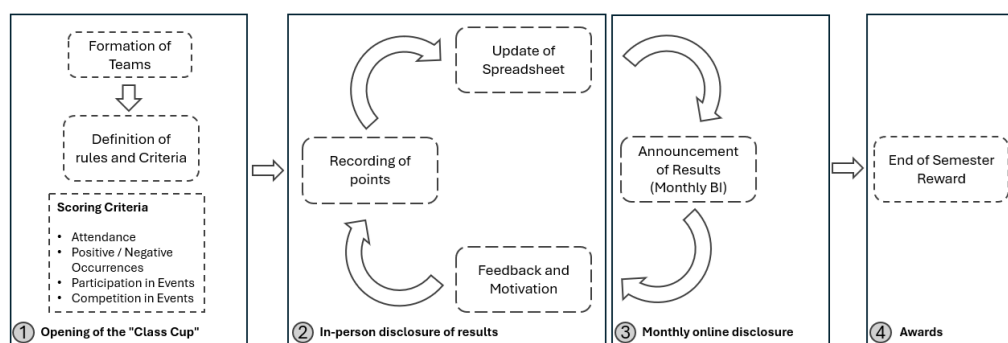 Formation of
Teams
Definition of
rules and Criteria
Scoring Criteria
• Attendance
• Positive / Negative
Occurrences
• Participation in Events
• Competition in Events
1 Opening of the "Class Cup"
Update of
Spreadsheet
Recording of
points
Feedback and
Motivation
2 In-person disclosure of results
Announcement
of Results
(Monthly BI)
3 Monthly online disclosure
End of Semester
Reward
4 Awards